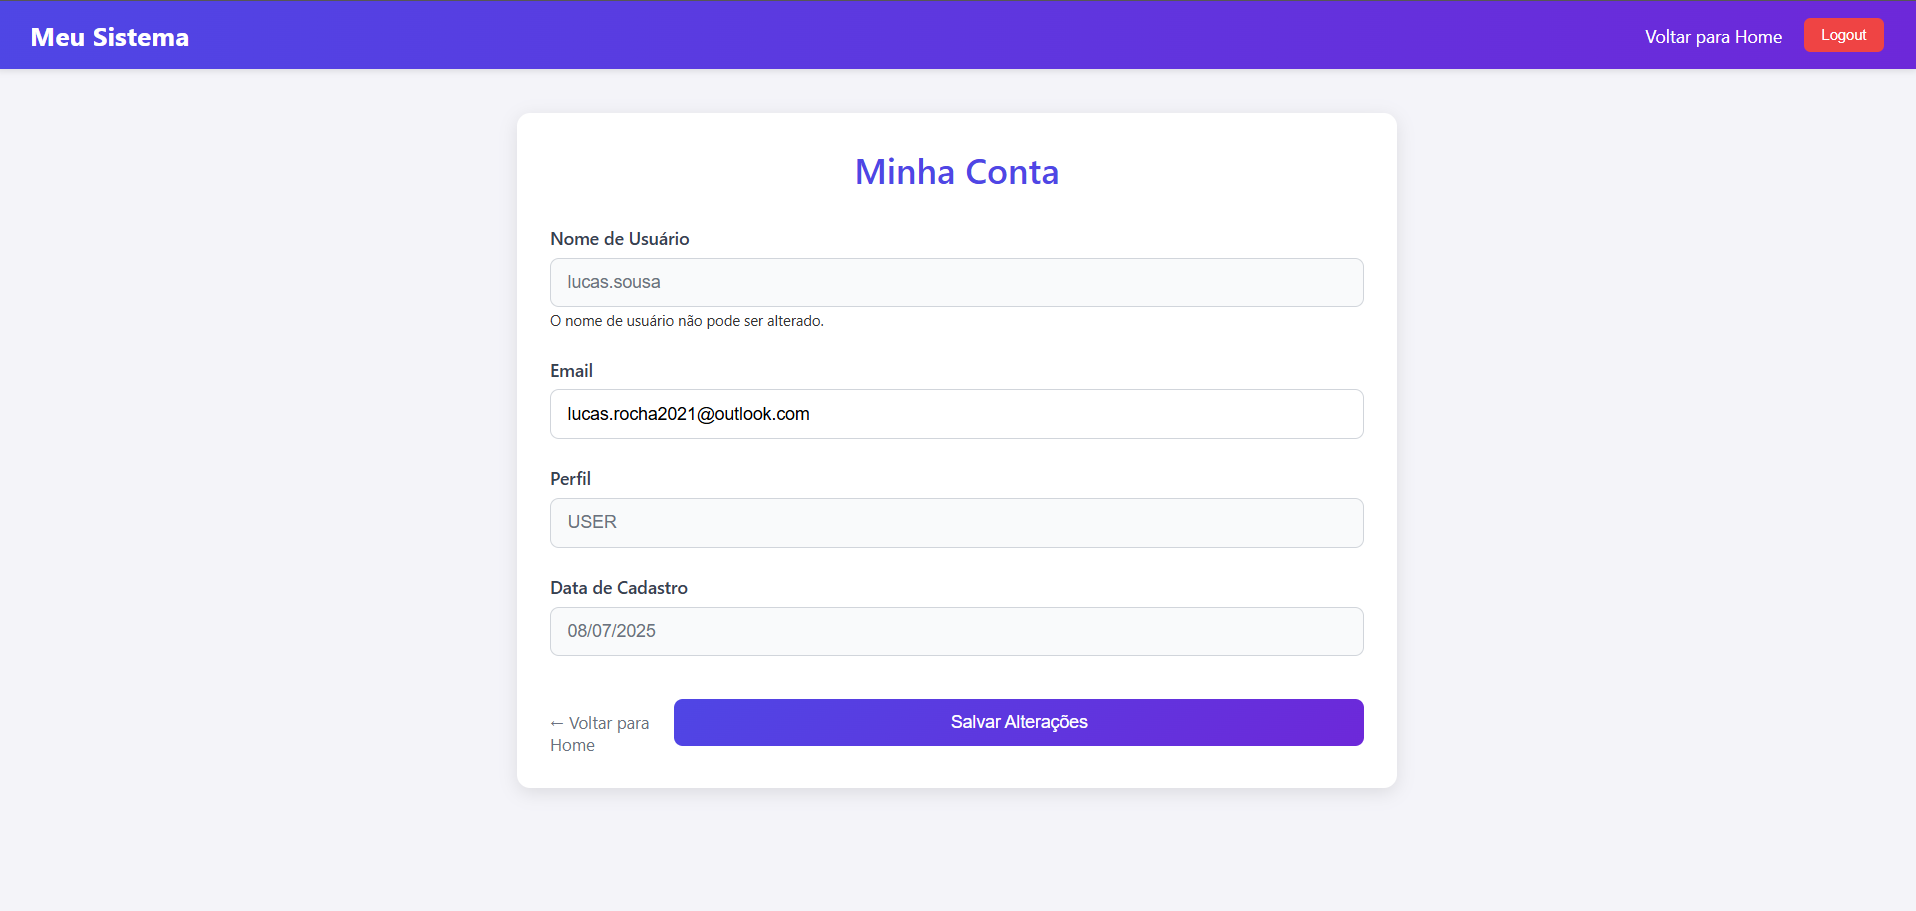 Meu Sistema
Voltar para Home
Logout
Minha Conta
Nome de Usuário
lucas.sousa
O nome de usuário não pode ser alterado.
Email
lucas.rocha2021@outlook.com
Perfil
USER
Data de Cadastro
08/07/2025
← Voltar para
Home
Salvar Alterações